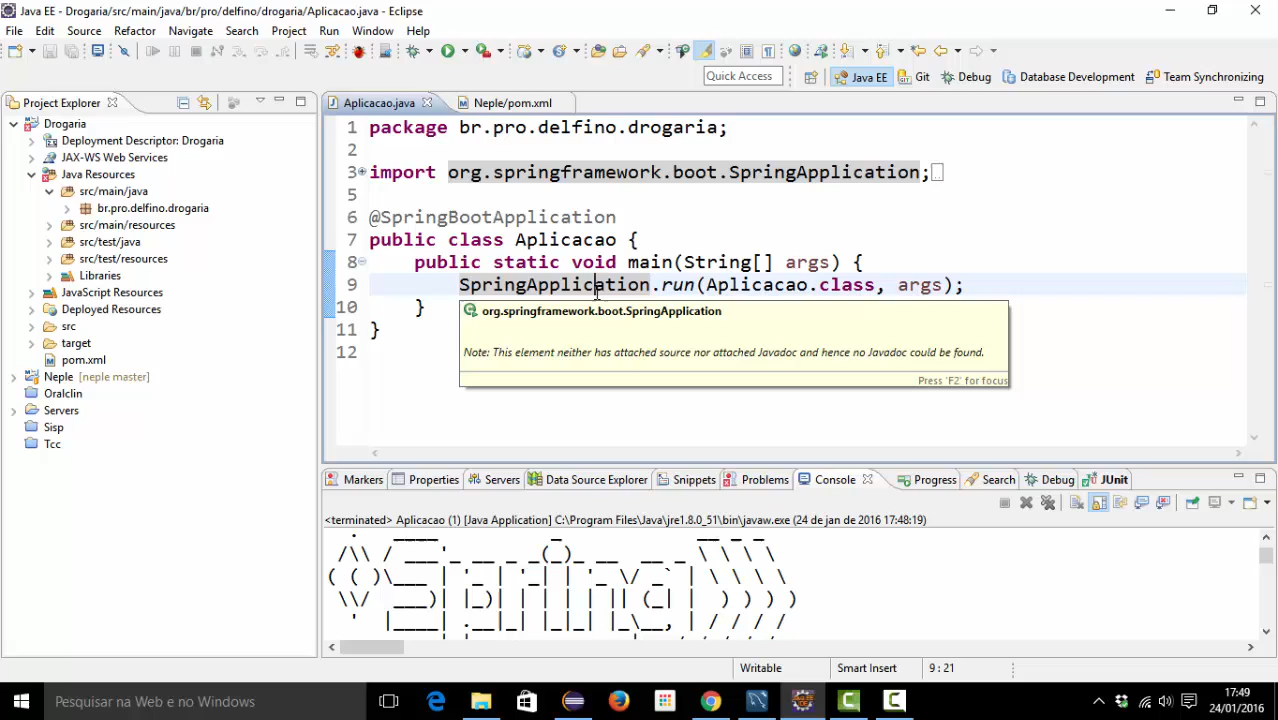 Java EE - Drogaria/src/main/java/br/pro/delfino/drogaria/Aplicacao.java - Eclipse
File Edit Source Refactor Navigate Search Project Run Window Help
Quick Access
Java EE Git Debug Database Development Team Synchronizing
Project Explorer
Drogaria
Deployment Descriptor: Drogaria
JAX-WS Web Services
Java Resources
src/main/java
br.pro.delfino.drogaria
src/main/resources
src/test/java
src/test/resources
Libraries
JavaScript Resources
Deployed Resources
src
target
pom.xml
Neple [neple master]
Oralclin
Servers
Sisp
Tcc
Aplicacao.java Neple/pom.xml
1 package br.pro.delfino.drogaria;
2
3 import org.springframework.boot.SpringApplication;
5
6 @SpringBootApplication
7 public class Aplicacao {
8 public static void main(String[] args) {
9 SpringApplication.run(Aplicacao.class, args);
10 }
11 }
12
org.springframework.boot.SpringApplication
Note: This element neither has attached source nor attached Javadoc and hence no Javadoc could be found.
Press 'F2' for focus
Markers Properties Servers Data Source Explorer Snippets Problems Console Progress Search Debug JUnit
<terminated> Aplicacao (1) [Java Application] C:\Program Files\Java\jre1.8.0_51\bin\javaw.exe (24 de jan de 2016 17:48:19)
Spring
Writable Smart Insert 9 : 21
Pesquisar na Web e no Windows
17:49
24/01/2016